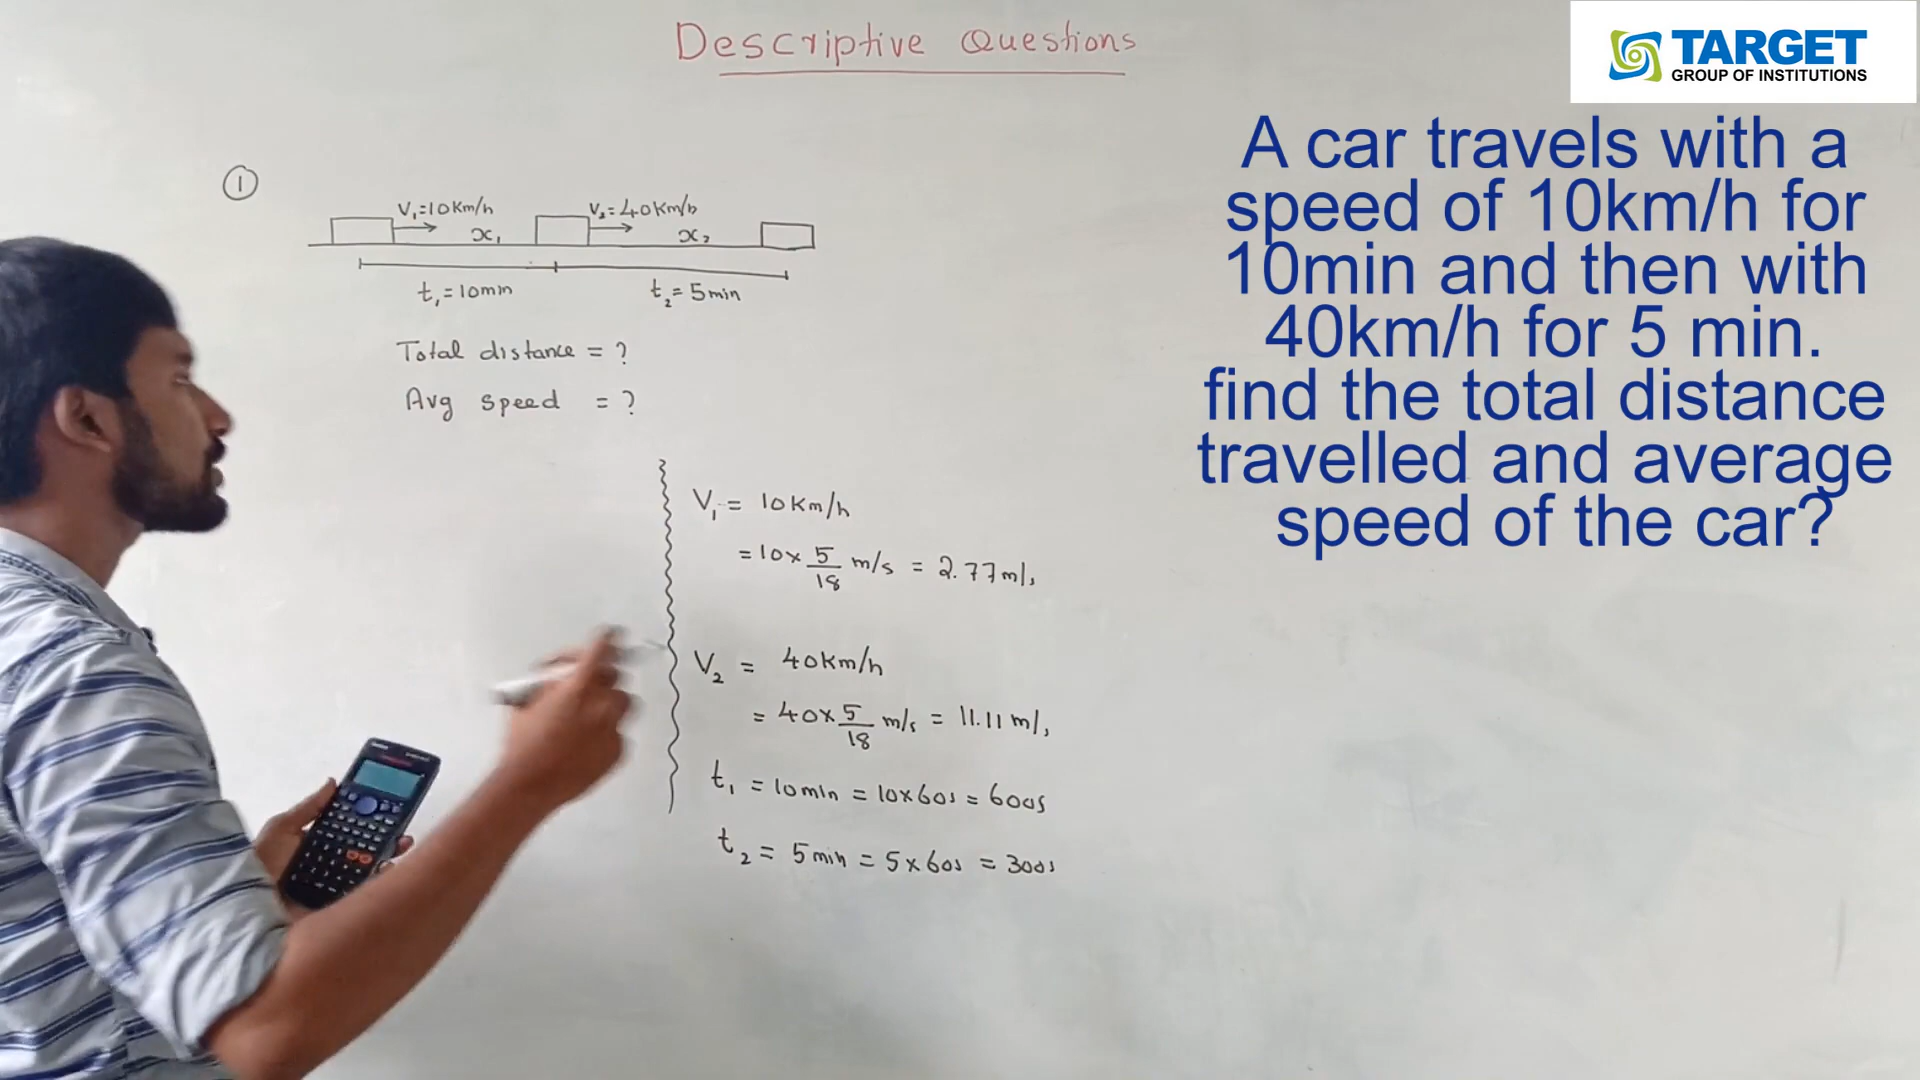 Descriptive Questions
TARGET
GROUP OF INSTITUTIONS
A car travels with a
speed of 10km/h for
10min and then with
40km/h for 5 min.
find the total distance
travelled and average
speed of the car?
1
V₁=10Km/h
V₂=40Km/h
x₁
x₂
t₁=10min
t₂=5min
Total distance = ?
Avg speed = ?
V₁ = 10Km/h
=10×5/18 m/s = 2.77m/s
V₂ = 40Km/h
= 40×5/18 m/s = 11.11 m/s
t₁ = 10min = 10×60s = 600s
t₂ = 5min = 5×60s = 300s